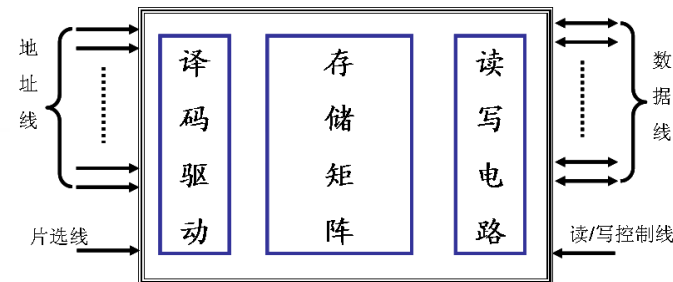 地址线
译码驱动
存储矩阵
读写电路
数据线
片选线
读/写控制线